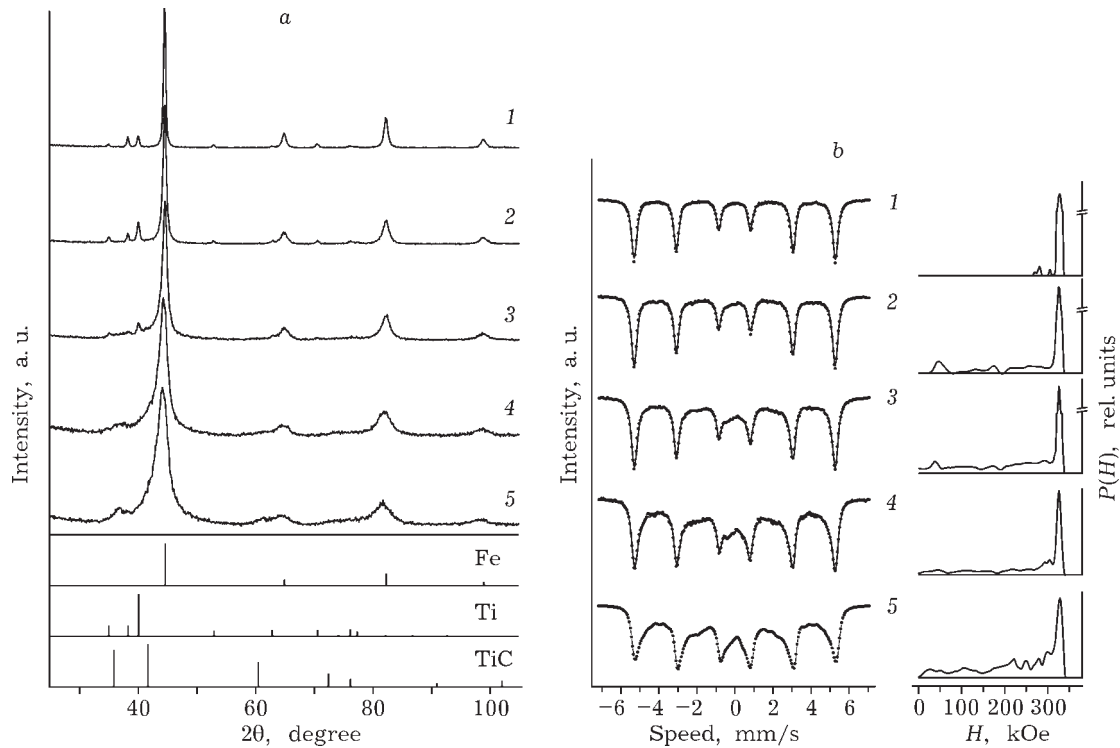 a
1
2
3
4
5
Intensity, a. u.
Fe
Ti
TiC
40 60 80 100
2θ, degree
b
1
2
3
4
5
Intensity, a. u.
−6 −4 −2 0 2 4 6
Speed, mm/s
P(H), rel. units
0 100 200 300
H, kOe